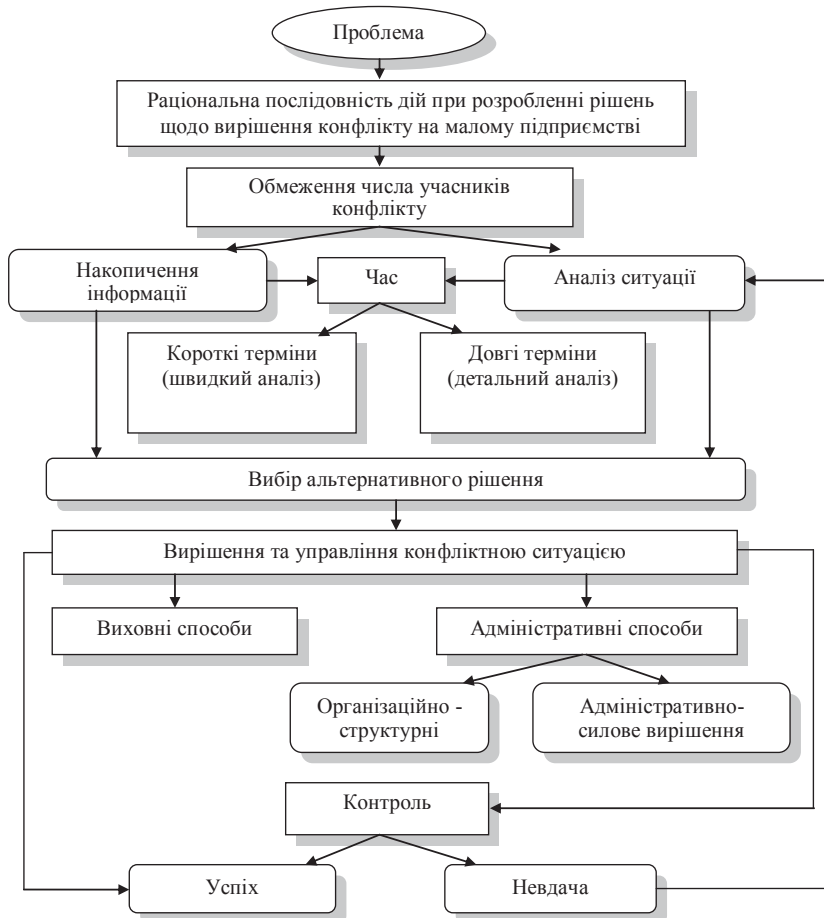 Проблема
Раціональна послідовність дій при розробленні рішень
щодо вирішення конфлікту на малому підприємстві
Обмеження числа учасників
конфлікту
Накопичення
інформації
Час
Аналіз ситуації
Короткі терміни
(швидкий аналіз)
Довгі терміни
(детальний аналіз)
Вибір альтернативного рішення
Вирішення та управління конфліктною ситуацією
Виховні способи
Адміністративні способи
Організаційно -
структурні
Адміністративно-
силове вирішення
Контроль
Успіх
Невдача